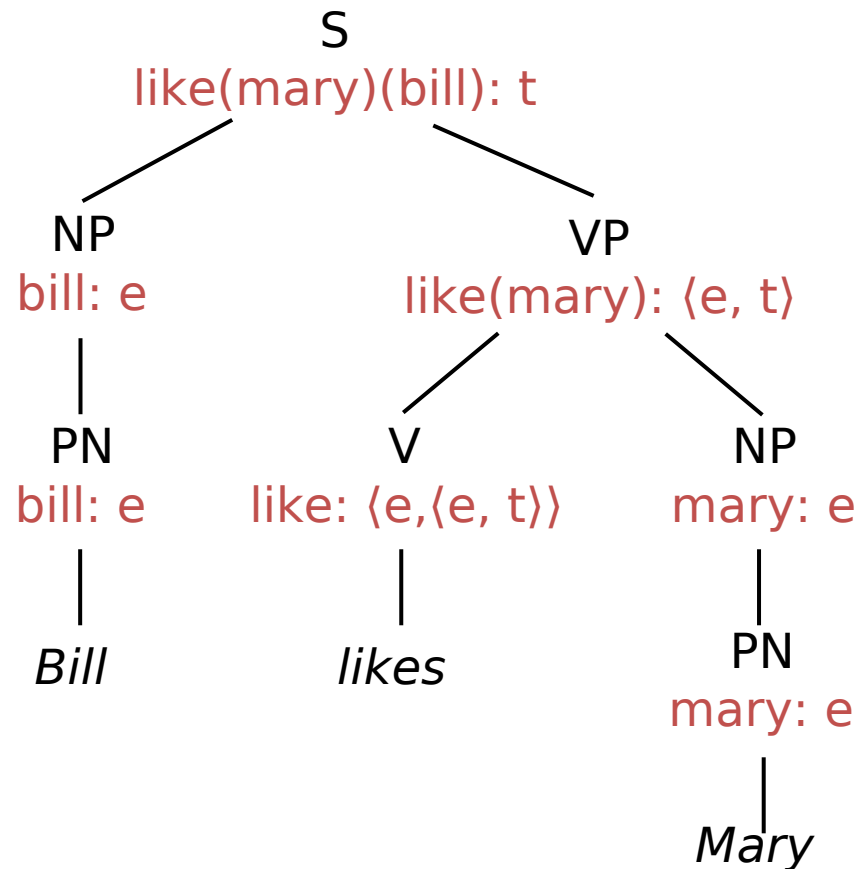 S
like(mary)(bill): t
NP VP
bill: e like(mary): ⟨e, t⟩
PN V NP
bill: e like: ⟨e,⟨e, t⟩⟩ mary: e
Bill likes PN
mary: e
Mary